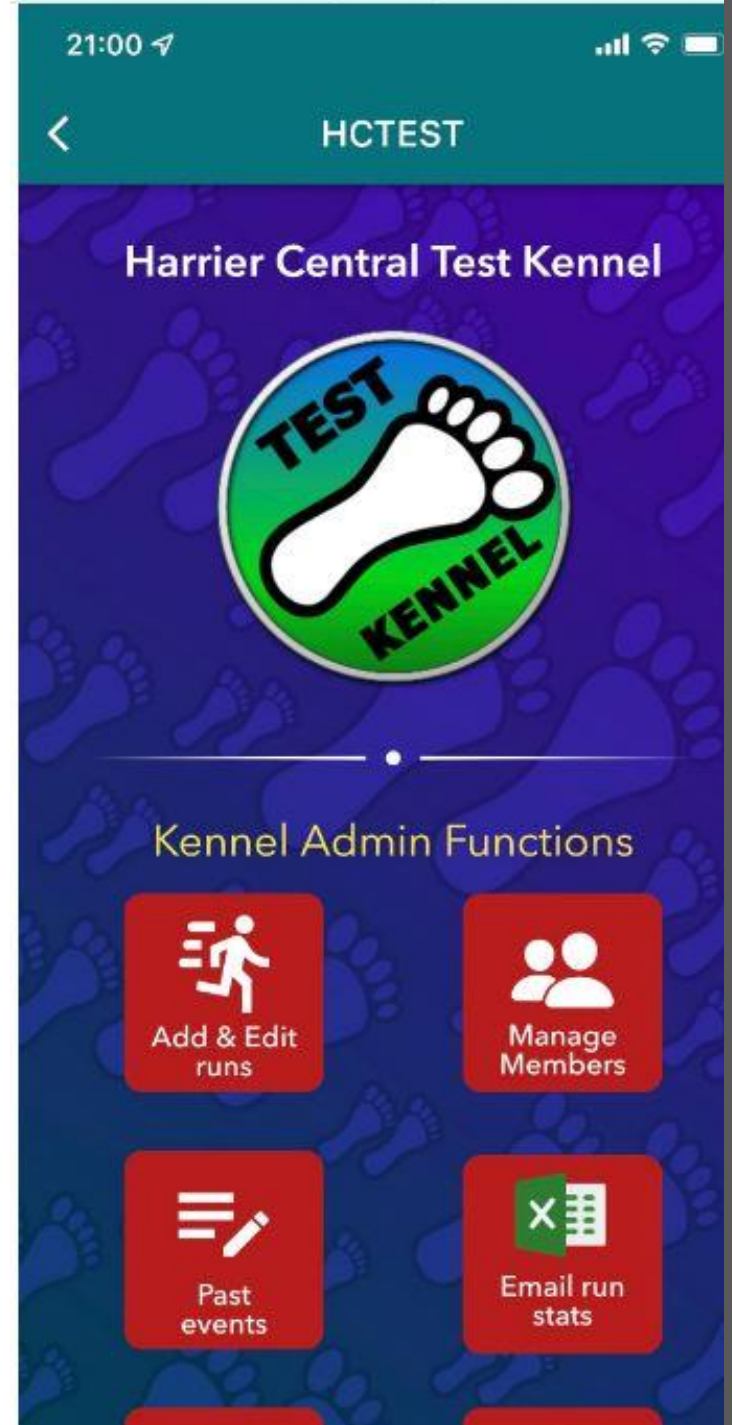 21:00
HCTEST
Harrier Central Test Kennel
TEST
KENNEL
Kennel Admin Functions
Add & Edit
runs
Manage
Members
Past
events
X
Email run
stats